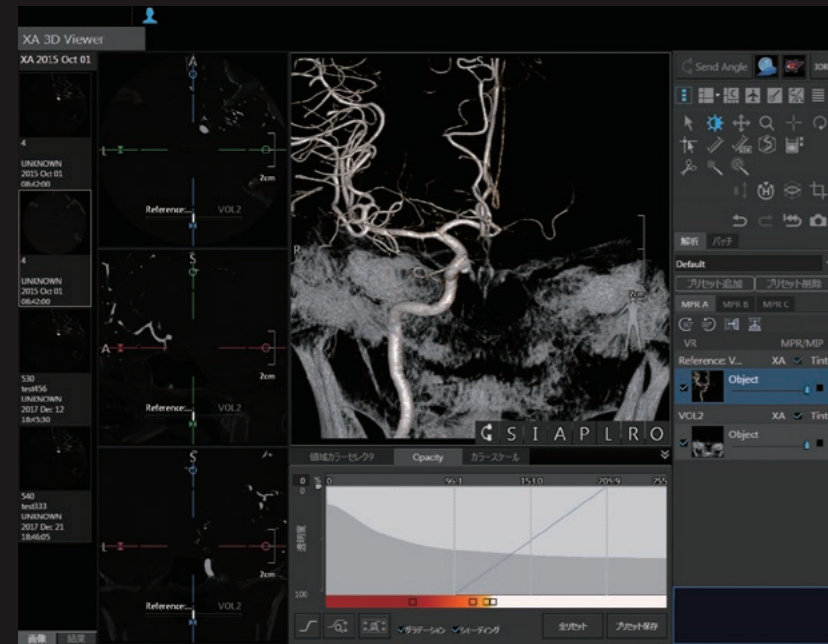 XA 3D Viewer
XA 2015 Oct 01
4
UNKNOWN
2015 Oct 01
08:42:00
4
UNKNOWN
2015 Oct 01
08:42:00
530
test456
UNKNOWN
2017 Dec 12
18:45:30
540
test333
UNKNOWN
2017 Dec 21
18:46:05
画像 結果
A
L
2cm
Reference:... VOL2
S
A
2cm
Reference:... VOL2
S
L
2cm
Reference:... VOL2
R
2cm
S I A P L R O
領域カラーセレクタ Opacity カラースケール
0 0 95.1 153.0 205.9 255
0
透明度
100
グラデーション シェーディング 全リセット プリセット保存
Send Angle
解析 パッチ
Default
プリセット追加 プリセット削除
MPR A MPR B MPR C
VR MPR/MIP
Reference: V... XA Tint
Object
VOL2 XA Tint
Object